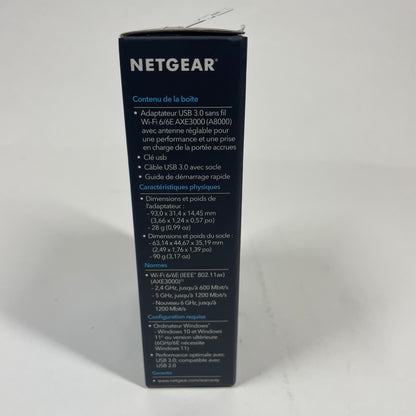 NETGEAR®
Contenu de la boîte
• Adaptateur USB 3.0 sans fil
Wi-Fi 6/6E AXE3000 (A8000)
avec antenne réglable pour
une performance et une prise
en charge de la portée accrues
• Clé usb
• Câble USB 3.0 avec socle
• Guide de démarrage rapide
Caractéristiques physiques
• Dimensions et poids de
l'adaptateur :
- 93,0 x 31,4 x 14,45 mm
(3,66 x 1,24 x 0,57 po)
- 28 g (0,99 oz)
• Dimensions et poids du socle :
- 63,14 x 44,67 x 35,19 mm
(2,49 x 1,76 x 1,39 po)
- 90 g (3,17 oz)
Normes
• Wi-Fi 6/6E (IEEE® 802.11ax)
(AXE3000)
- 2,4 GHz, jusqu'à 600 Mbit/s
- 5 GHz, jusqu'à 1200 Mbit/s
- Nouveau 6 GHz, jusqu'à
1200 Mbit/s
Configuration requise
• Ordinateur Windows®
- Windows 10 et Windows
11® ou version ultérieure
(6GHz/6E nécessite
Windows 11)
• Performance optimale avec
USB 3.0, compatible avec
USB 2.0
Garantie
• www.netgear.com/warranty